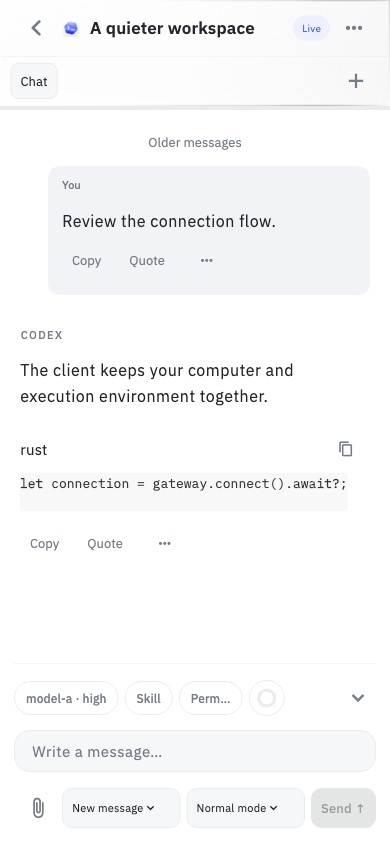 A quieter workspace
Live
Chat
Older messages
You
Review the connection flow.
Copy Quote
CODEX
The client keeps your computer and
execution environment together.
rust
let connection = gateway.connect().await?;
Copy Quote
model-a · high Skill Perm...
Write a message...
New message Normal mode Send ↑